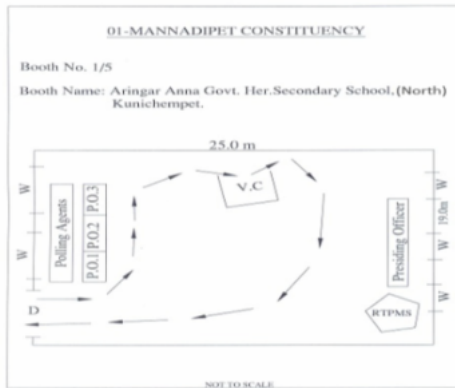 01-MANNADIPET CONSTITUENCY
Booth No. 1/5
Booth Name: Aringar Anna Govt. Her.Secondary School,(North)
Kunichempet.
25.0 m
W
W
Polling Agents
P.O.1
P.O.2
P.O.3
V.C
Presiding Officer
W
19.0m
W
W
W
D
RTPMS
NOT TO SCALE